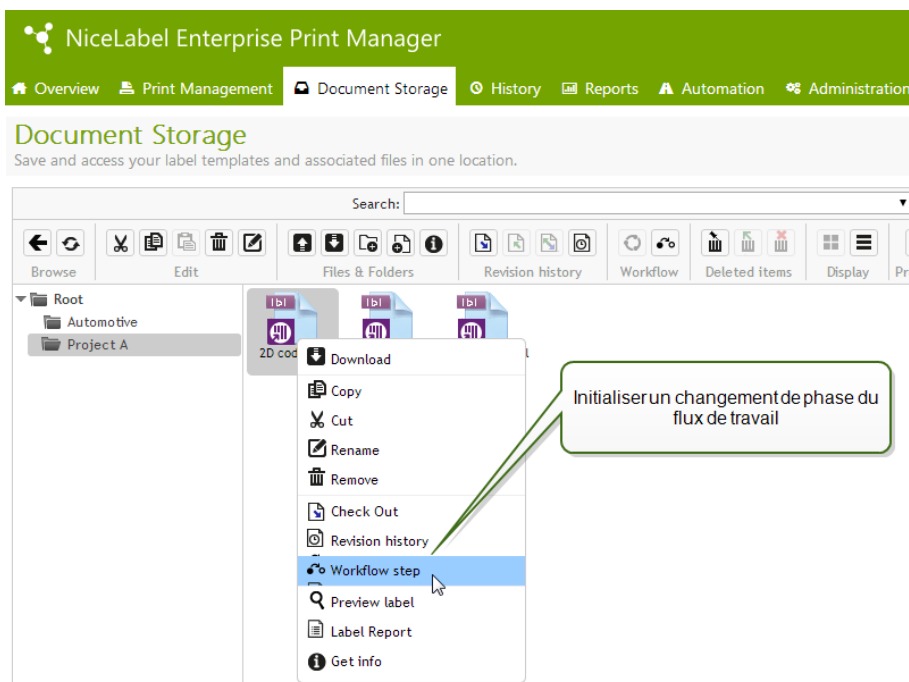 NiceLabel Enterprise Print Manager
Overview Print Management Document Storage History Reports Automation Administration
Document Storage
Save and access your label templates and associated files in one location.
Search:
Browse Edit Files & Folders Revision history Workflow Deleted items Display Pr
Root
Automotive
Project A
lbl lbl lbl
2D cod l
Download
Copy
Cut
Rename
Remove
Check Out
Revision history
Workflow step
Preview label
Label Report
Get info
Initialiser un changement de phase du
flux de travail